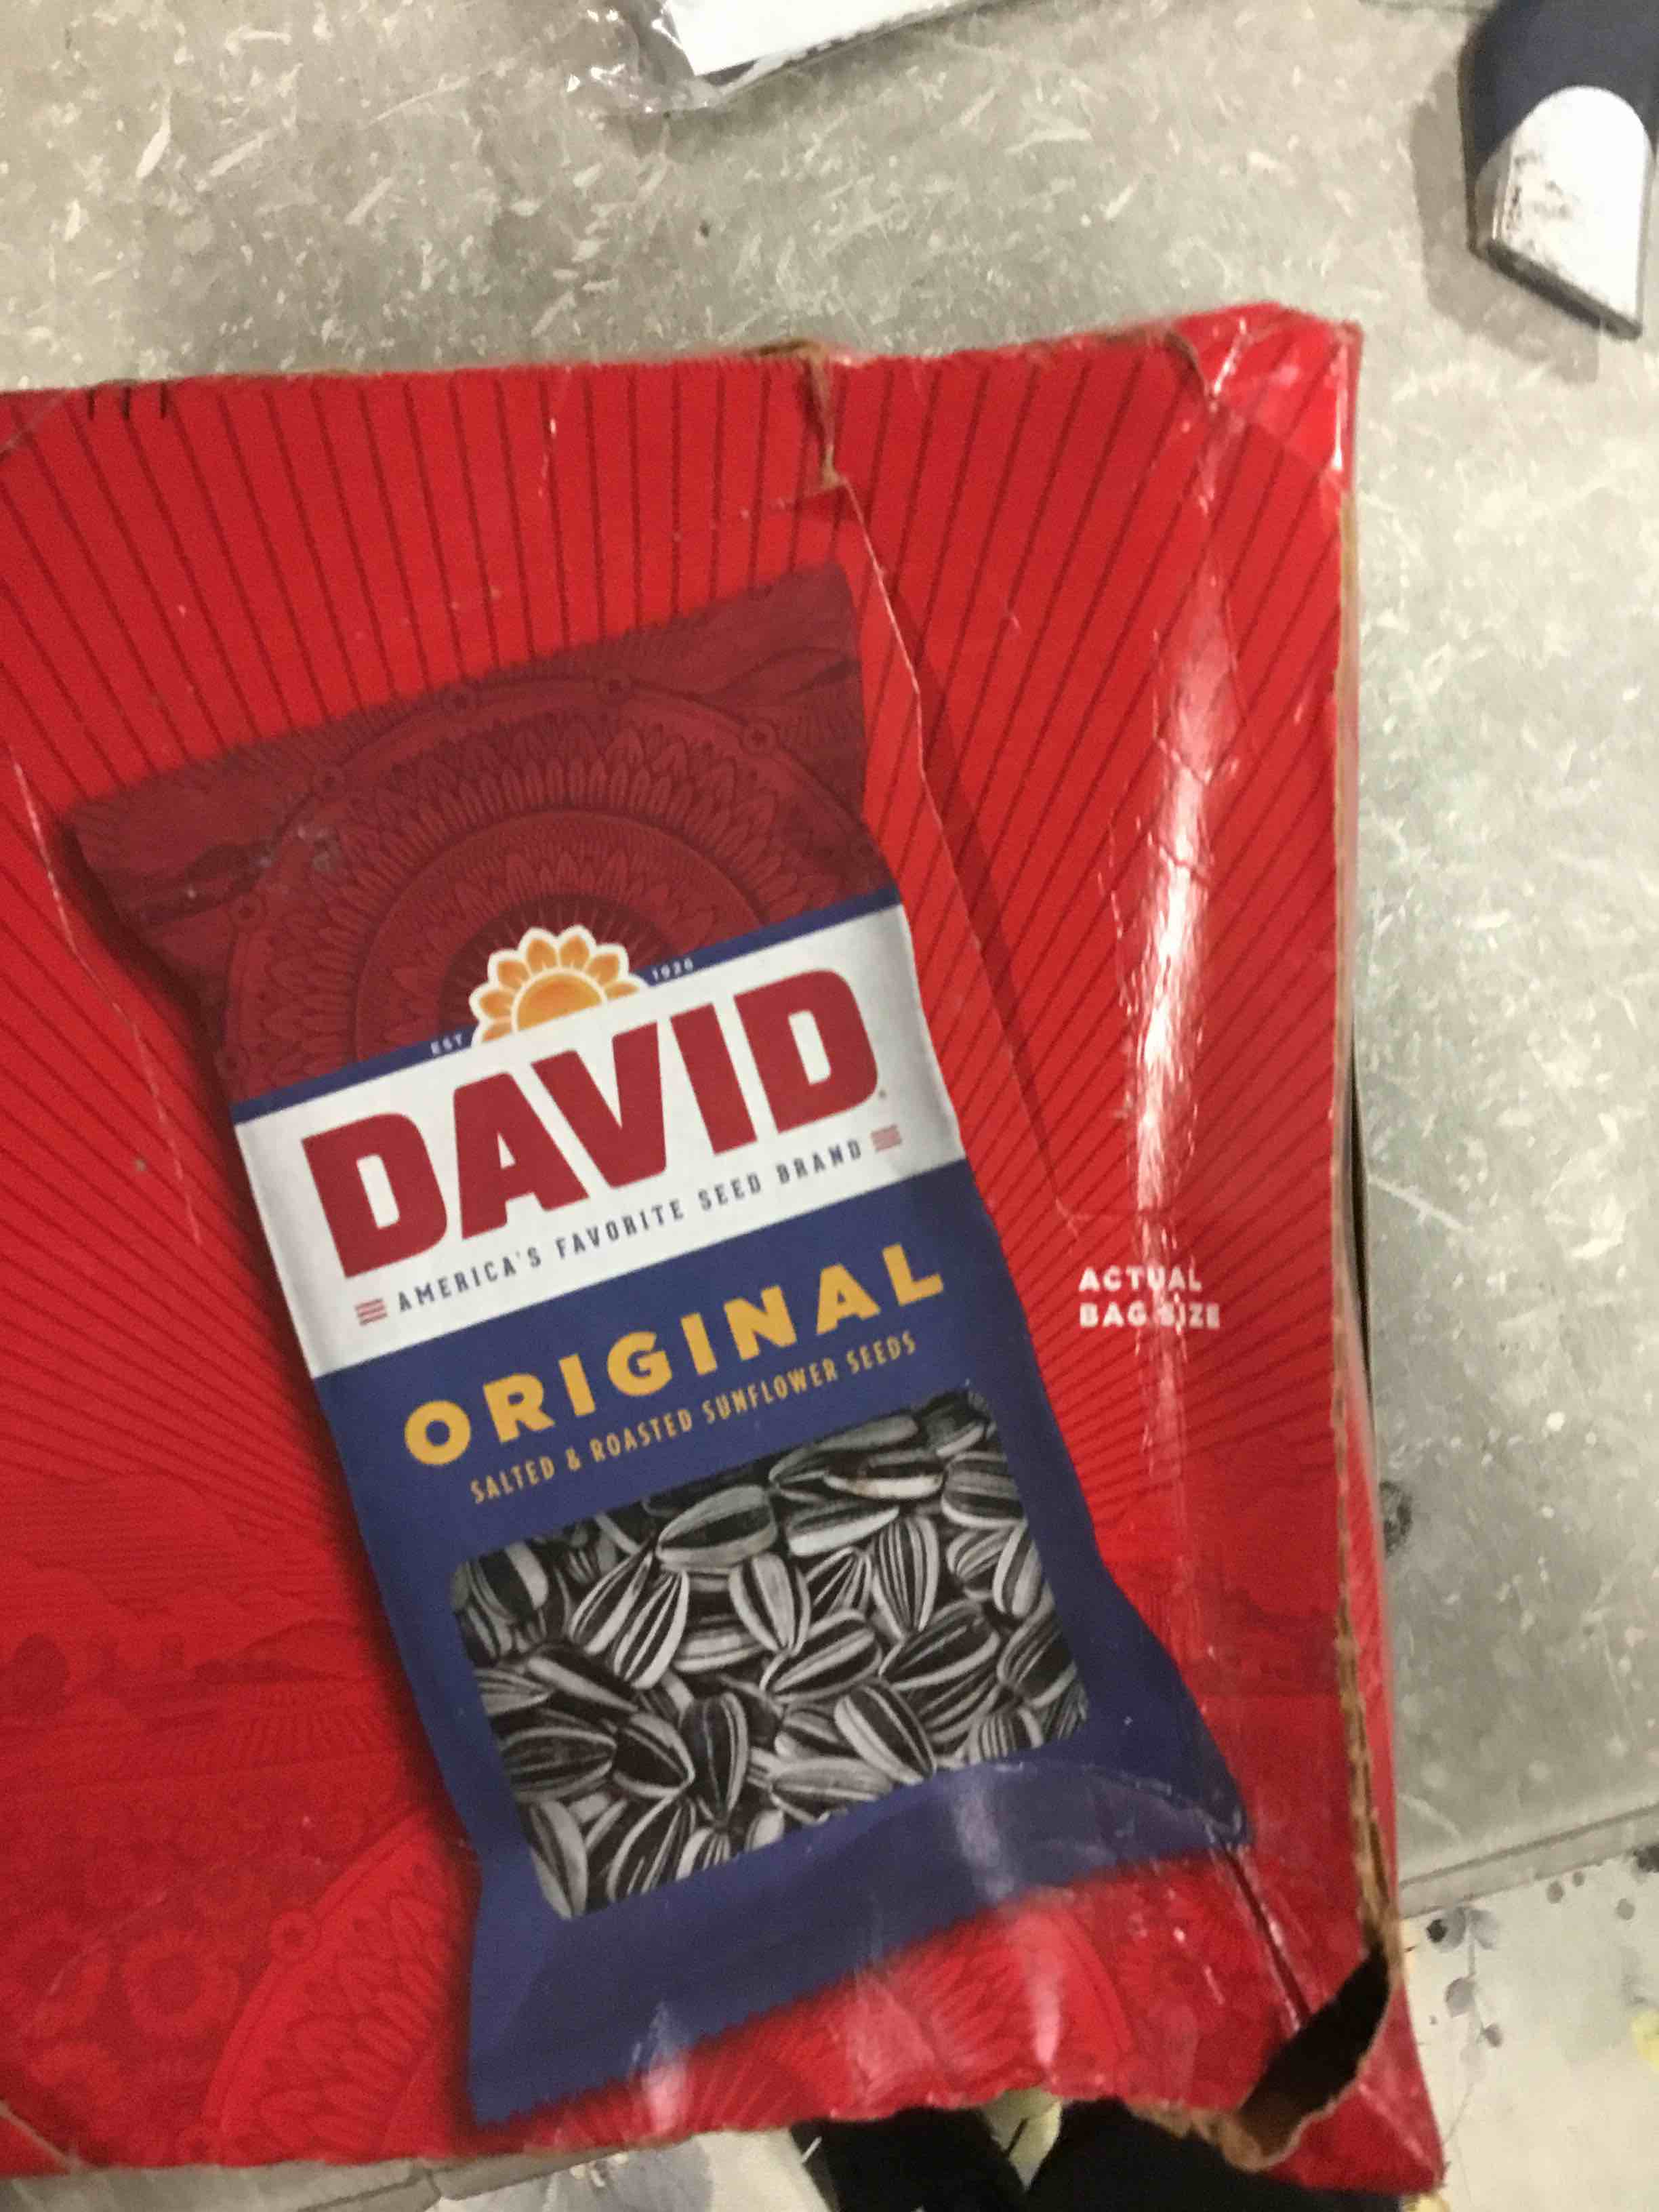 EST 1926
DAVID
AMERICA'S FAVORITE SEED BRAND
ORIGINAL
SALTED & ROASTED SUNFLOWER SEEDS
ACTUAL
BAG SIZE